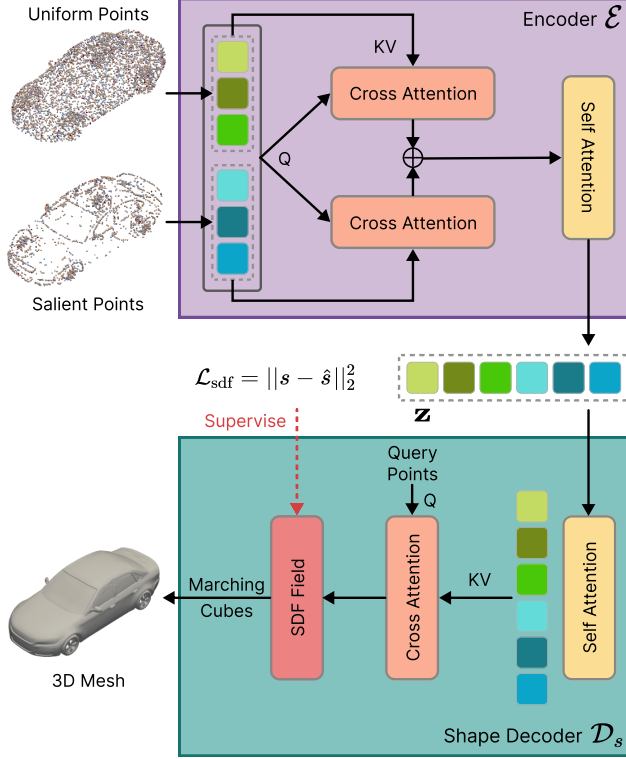 Uniform Points
Encoder ℰ
KV
Cross Attention
Q
Self Attention
Cross Attention
Salient Points
ℒ_sdf = ||s − ŝ||₂²
z
Supervise
Query
Points
Q
SDF Field
Cross Attention
KV
Self Attention
Marching
Cubes
3D Mesh
Shape Decoder 𝒟ₛ